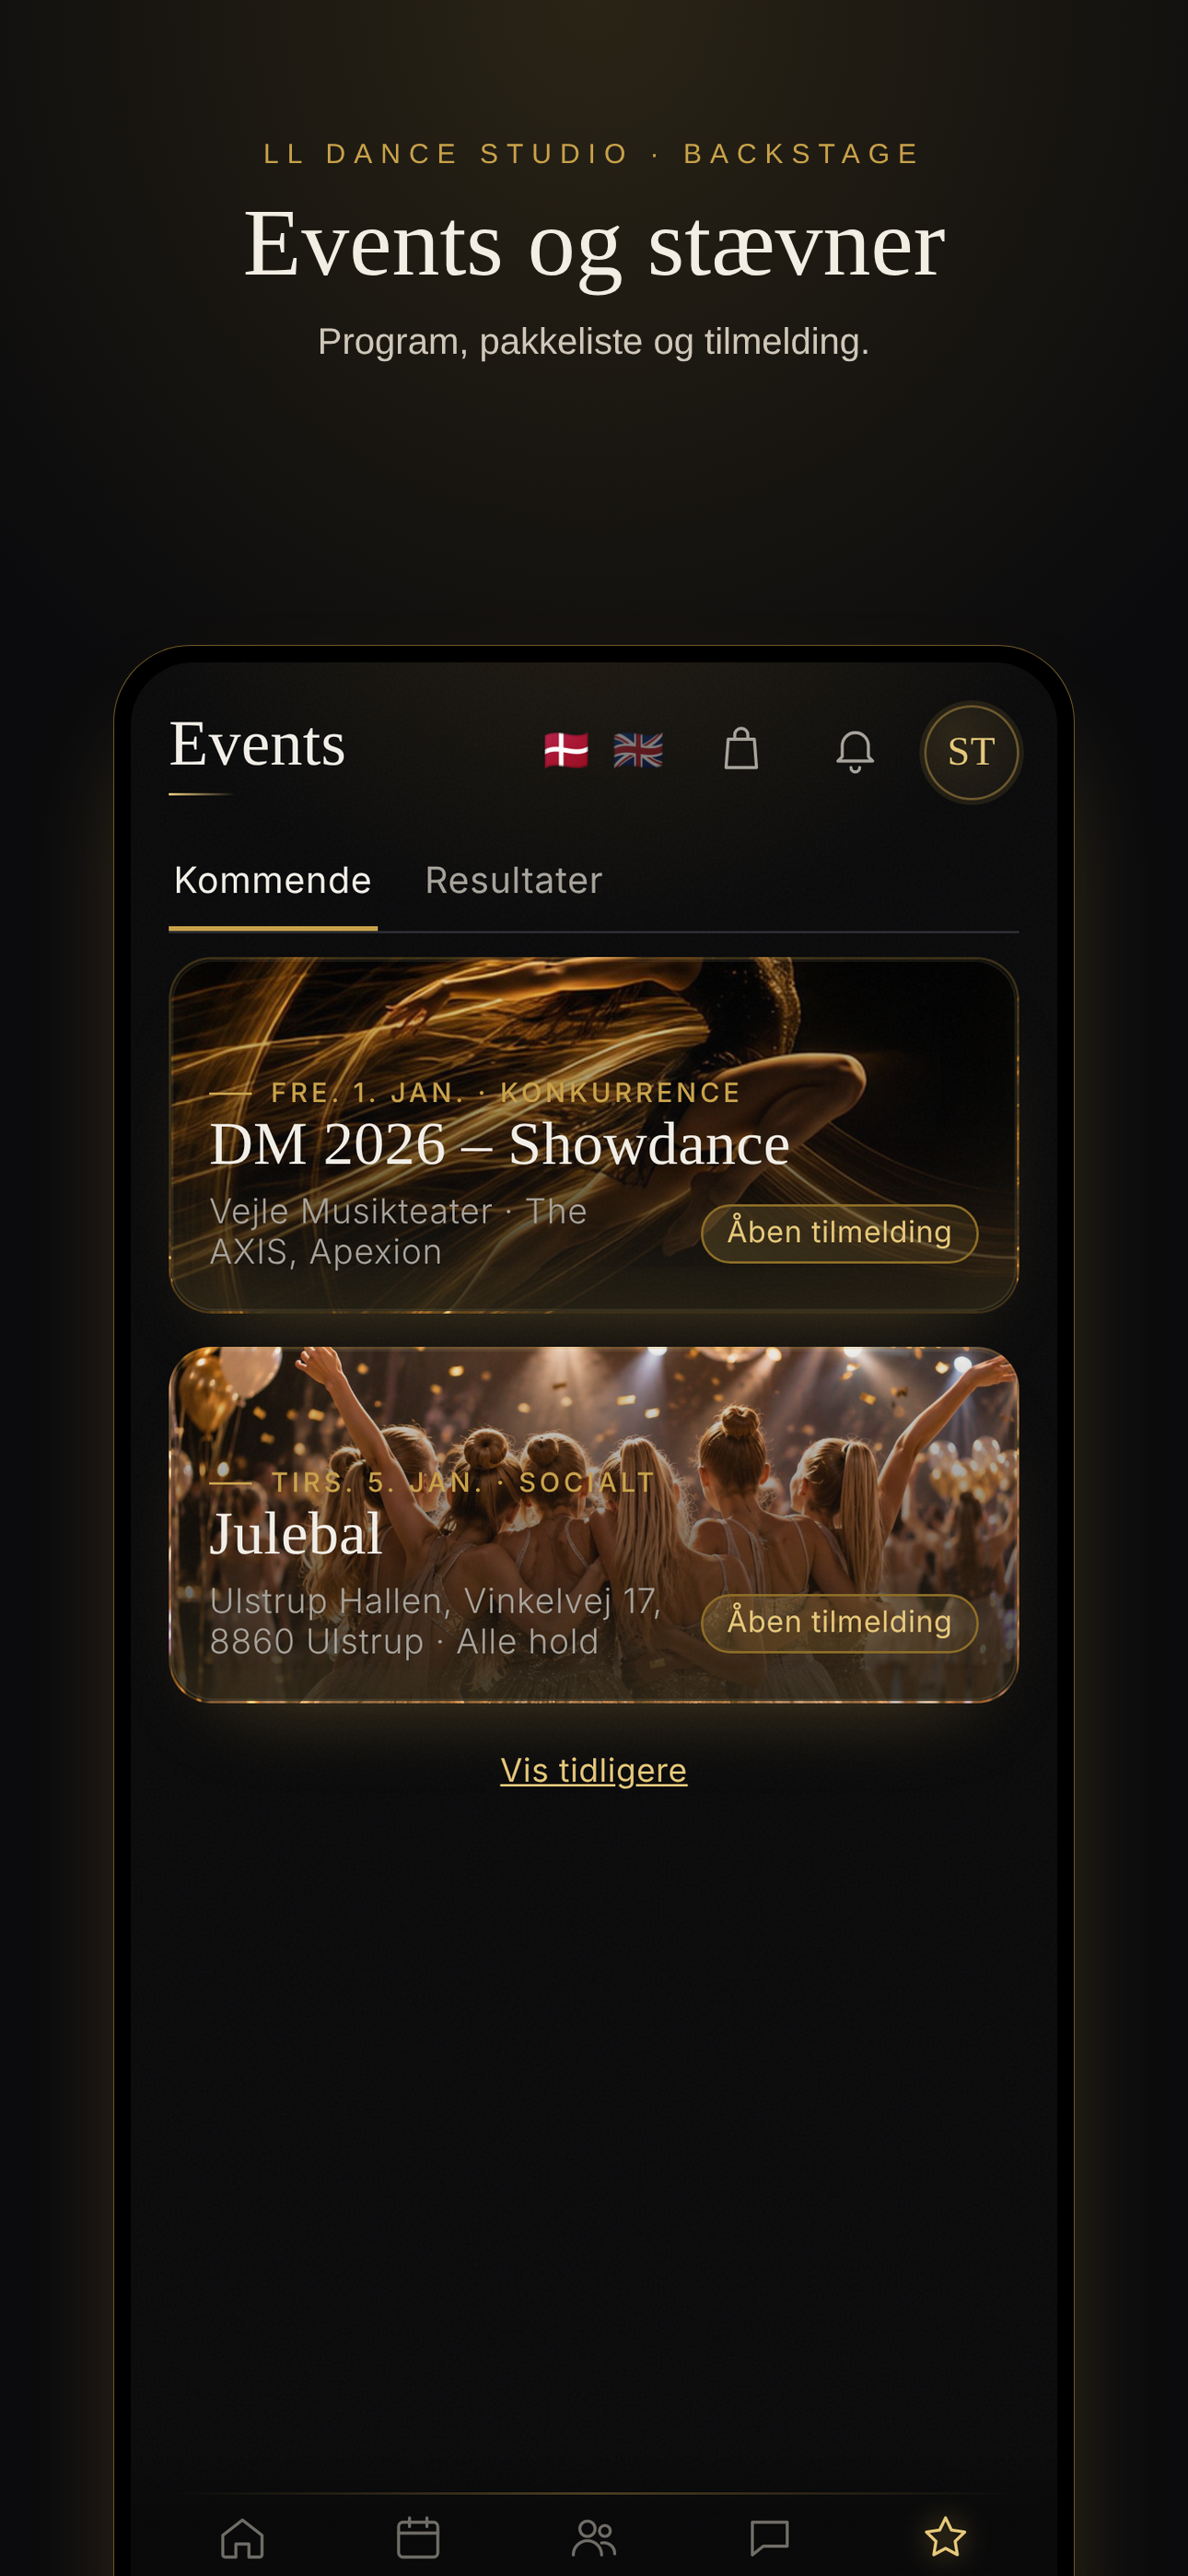 LL DANCE STUDIO · BACKSTAGE
Events og stævner
Program, pakkeliste og tilmelding.
Events
ST
Kommende
Resultater
FRE. 1. JAN. · KONKURRENCE
DM 2026 – Showdance
Vejle Musikteater · The
AXIS, Apexion
Åben tilmelding
TIRS. 5. JAN. · SOCIALT
Julebal
Ulstrup Hallen, Vinkelvej 17,
8860 Ulstrup · Alle hold
Åben tilmelding
Vis tidligere